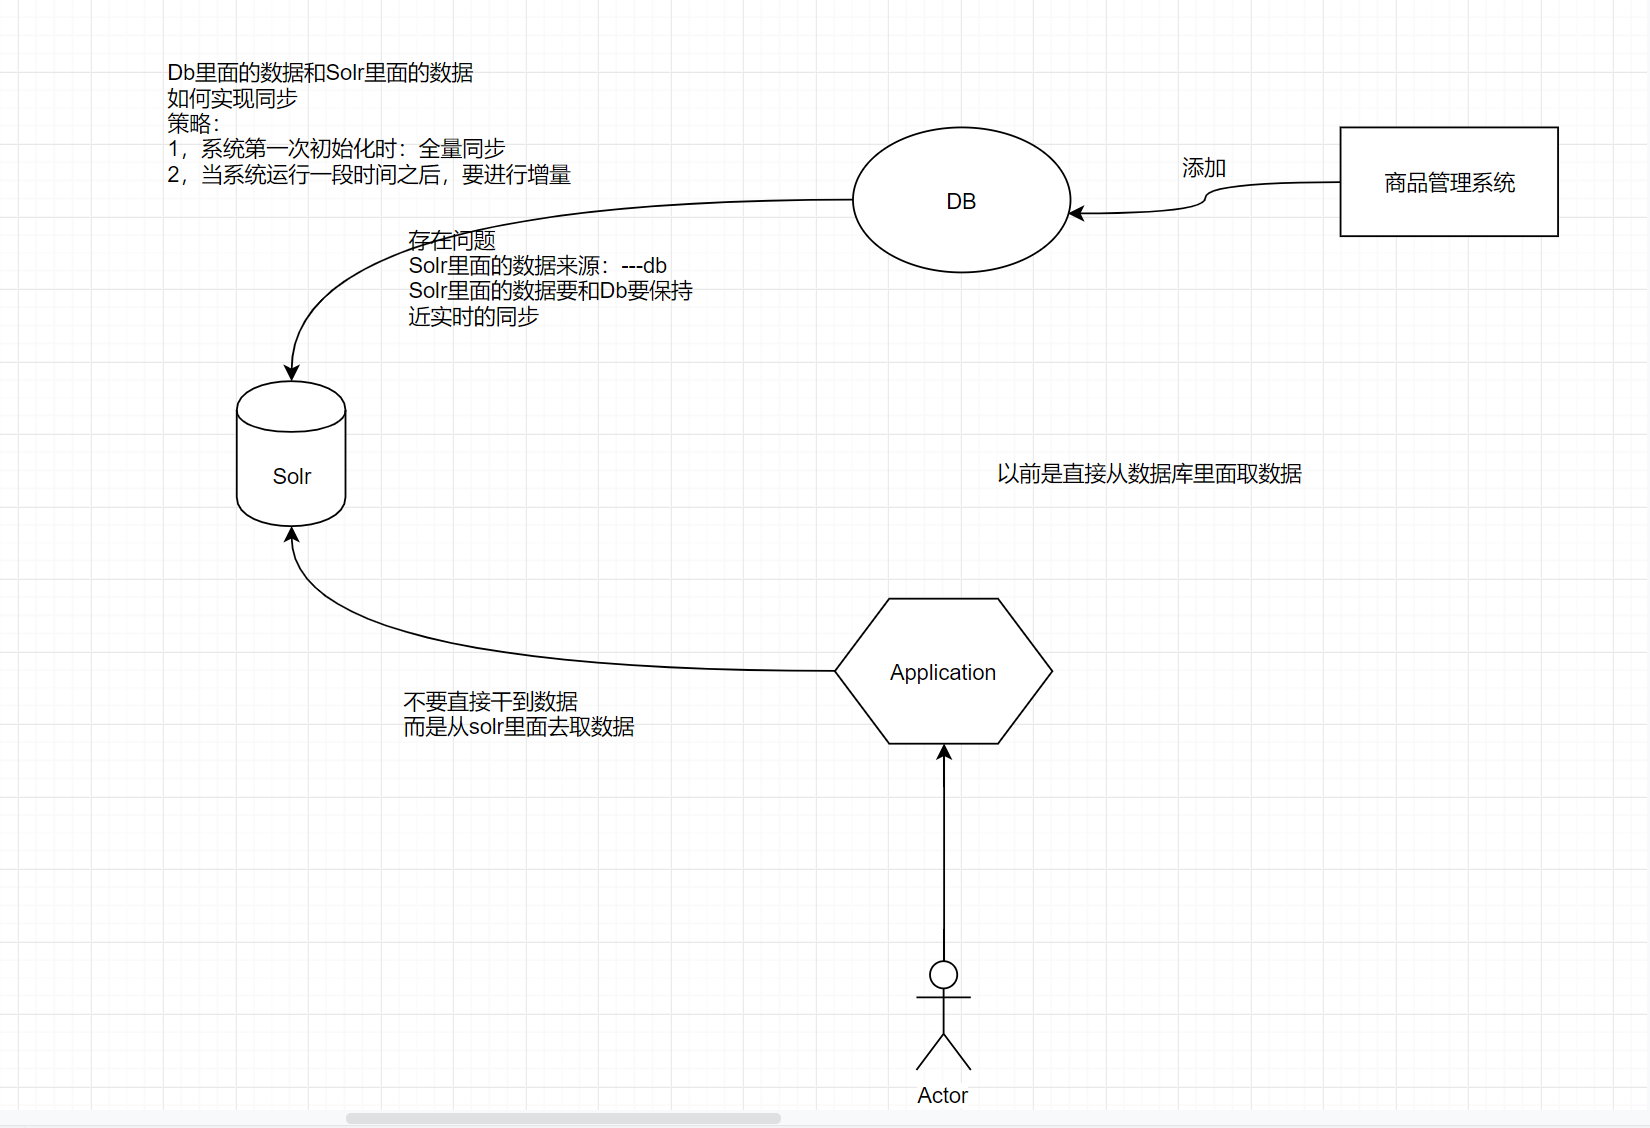 Db里面的数据和Solr里面的数据
如何实现同步
策略：
1，系统第一次初始化时：全量同步
2，当系统运行一段时间之后，要进行增量
添加
商品管理系统
DB
存在问题
Solr里面的数据来源：---db
Solr里面的数据要和Db要保持
近实时的同步
Solr
以前是直接从数据库里面取数据
Application
不要直接干到数据
而是从solr里面去取数据
Actor